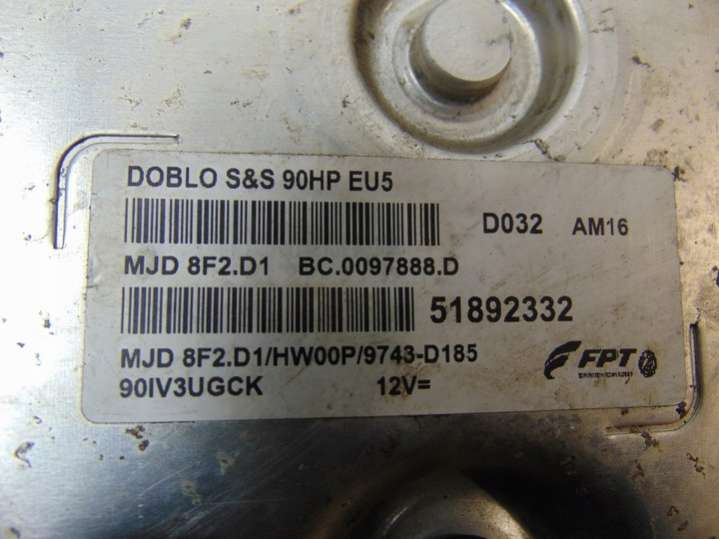 DOBLO S&S 90HP EU5
D032 AM16
MJD 8F2.D1 BC.0097888.D
51892332
MJD 8F2.D1/HW00P/9743-D185
FPT
90IV3UGCK 12V=